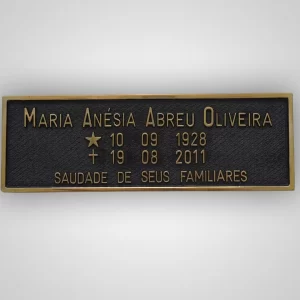 MARIA ANÉSIA ABREU OLIVEIRA
★ 10 09 1928
✝ 19 08 2011
SAUDADE DE SEUS FAMILIARES